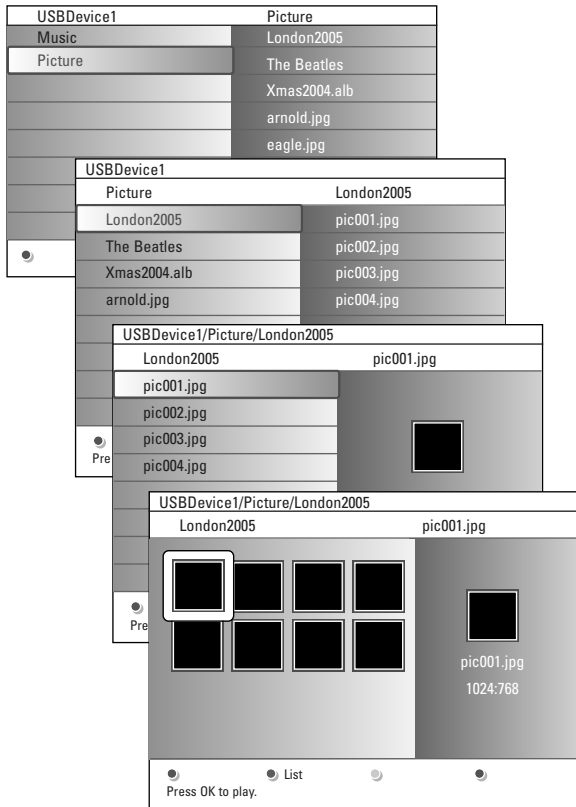 USBDevice1 Picture
Music London2005
Picture The Beatles
Xmas2004.alb
arnold.jpg
eagle.jpg
USBDevice1
Picture London2005
London2005 pic001.jpg
The Beatles pic002.jpg
Xmas2004.alb pic003.jpg
arnold.jpg pic004.jpg
Pre
USBDevice1/Picture/London2005
London2005 pic001.jpg
pic001.jpg
pic002.jpg
pic003.jpg
pic004.jpg
Pre
USBDevice1/Picture/London2005
London2005 pic001.jpg
pic001.jpg
1024:768
List
Press OK to play.